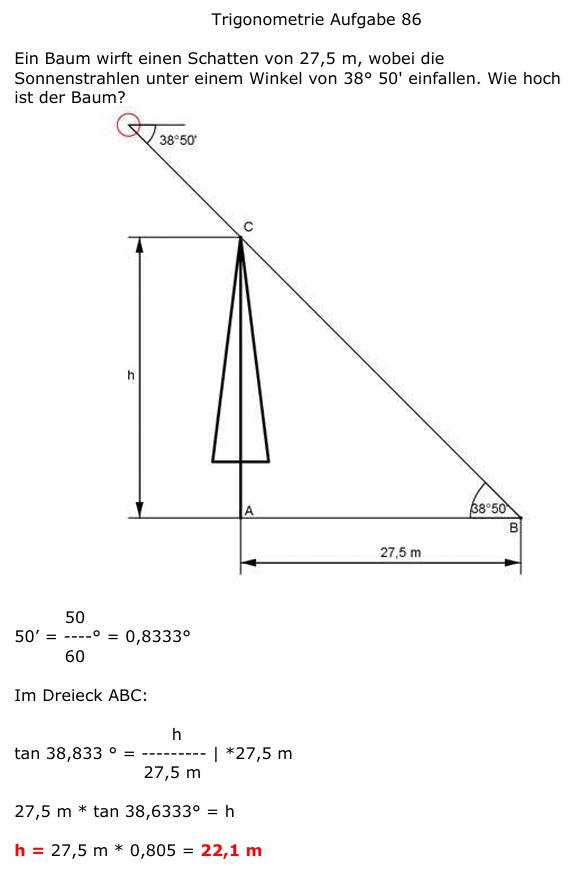 Trigonometrie Aufgabe 86
Ein Baum wirft einen Schatten von 27,5 m, wobei die
Sonnenstrahlen unter einem Winkel von 38° 50' einfallen. Wie hoch
ist der Baum?
38°50'
C
h
A
38°50'
B
27,5 m
50
50’ = ----° = 0,8333°
60
Im Dreieck ABC:
h
tan 38,833 ° = --------- | *27,5 m
27,5 m
27,5 m * tan 38,6333° = h
h = 27,5 m * 0,805 = 22,1 m